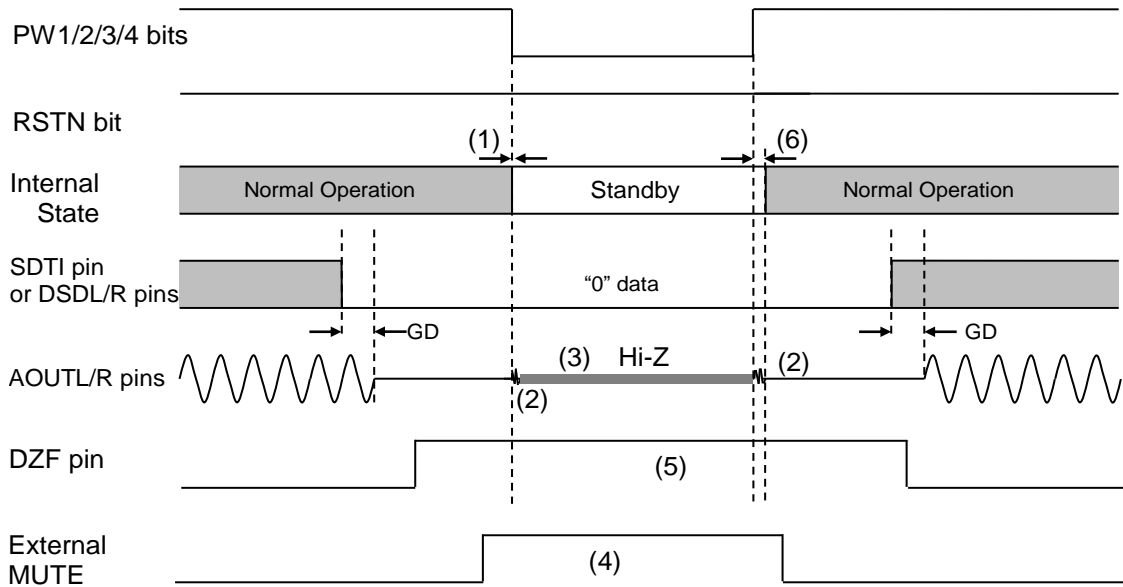 PW1/2/3/4 bits
RSTN bit
(1)
(6)
Internal
State
Normal Operation
Standby
Normal Operation
SDTI pin
or DSDL/R pins
“0” data
GD
GD
AOUTL/R pins
(3)
Hi-Z
(2)
(2)
DZF pin
(5)
External
MUTE
(4)